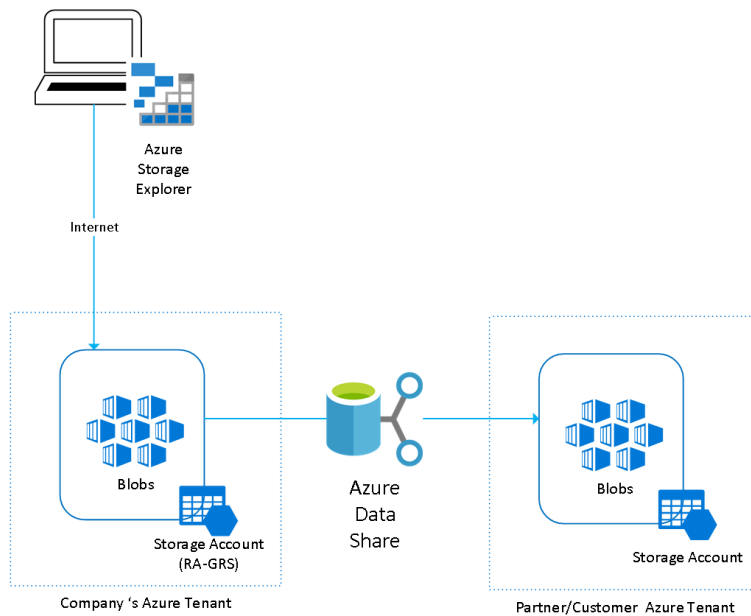 Azure
Storage
Explorer
Internet
Blobs
Storage Account
(RA-GRS)
Company ‘s Azure Tenant
Azure
Data
Share
Blobs
Storage Account
Partner/Customer Azure Tenant